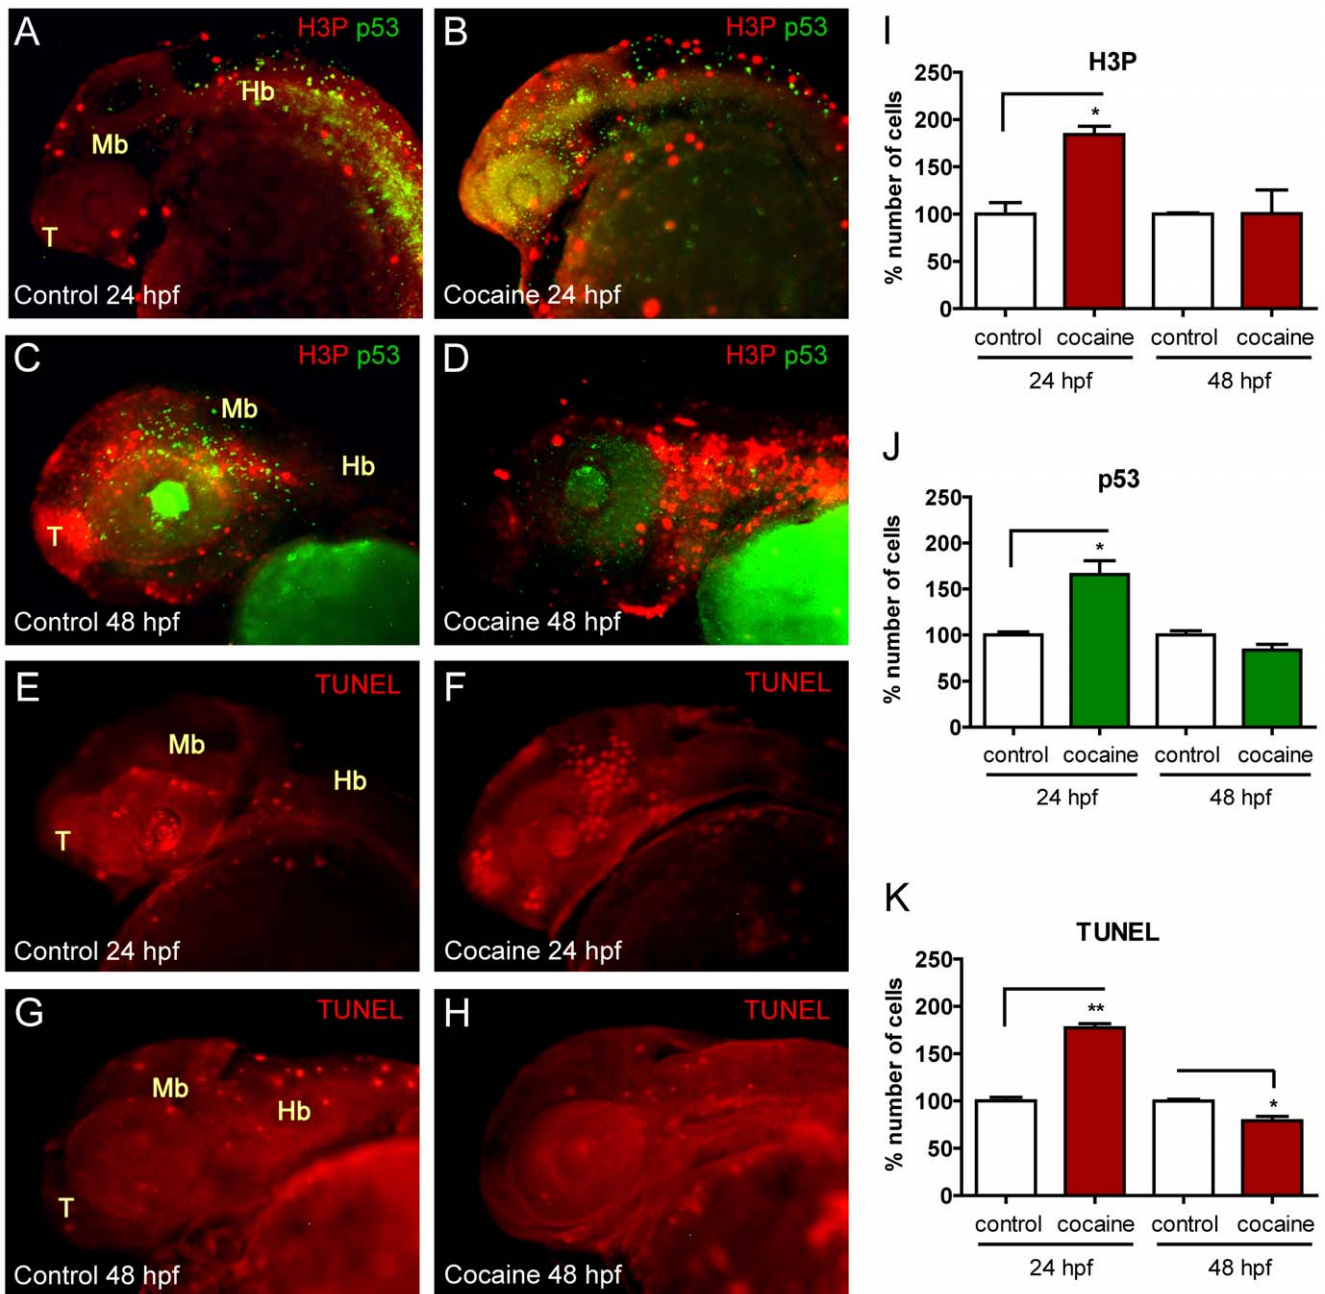 A
H3P p53
Hb
Mb
T
Control 24 hpf
B
H3P p53
Cocaine 24 hpf
C
H3P p53
Mb
Hb
T
Control 48 hpf
D
H3P p53
Cocaine 48 hpf
E
TUNEL
Mb
Hb
T
Control 24 hpf
F
TUNEL
Cocaine 24 hpf
G
TUNEL
Mb
Hb
T
Control 48 hpf
H
TUNEL
Cocaine 48 hpf
I
H3P
% number of cells
250
200
150
100
50
0
*
control cocaine control cocaine
24 hpf 48 hpf
J
p53
% number of cells
250
200
150
100
50
0
*
control cocaine control cocaine
24 hpf 48 hpf
K
TUNEL
% number of cells
250
200
150
100
50
0
**
*
control cocaine control cocaine
24 hpf 48 hpf